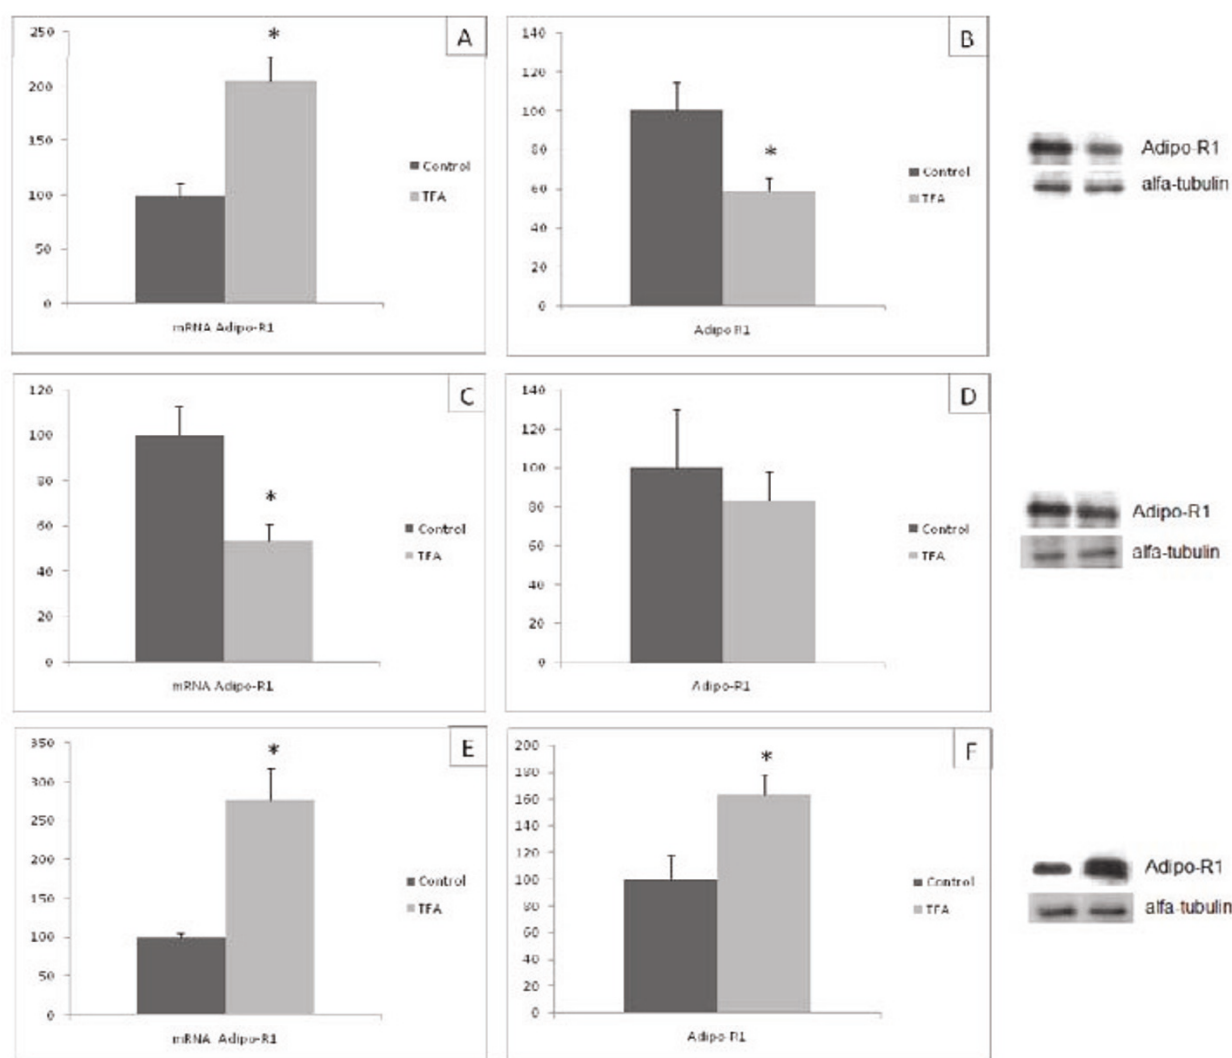 A
250
200
150
100
50
0
*
Control
TFA
mRNA Adipo-R1
B
140
120
100
80
60
40
20
0
*
Control
TFA
Adipo R1
Adipo-R1
alfa-tubulin
C
120
100
80
60
40
20
0
*
Control
TFA
mRNA Adipo-R1
D
140
120
100
80
60
40
20
0
Control
TFA
Adipo-R1
Adipo-R1
alfa-tubulin
E
350
300
250
200
150
100
50
0
*
Control
TFA
mRNA Adipo-R1
F
200
180
160
140
120
100
80
60
40
20
0
*
Control
TFA
Adipo-R1
Adipo-R1
alfa-tubulin